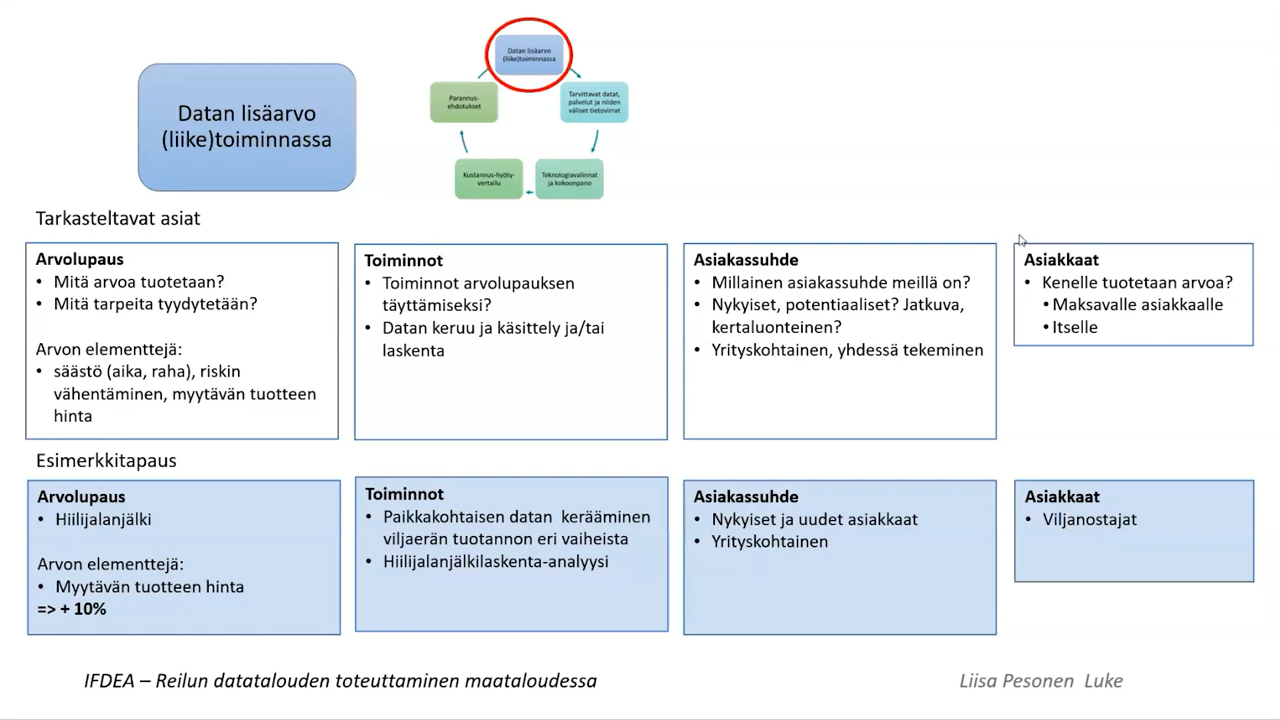 Datan lisäarvo
(liike)toiminnassa
Datan lisäarvo
(liike)toiminnassa
Tarvittavat datat,
palvelut ja niiden
väliset tietovirrat
Teknologiavalinnat
ja kokoonpano
Kustannus-hyöty-
vertailu
Parannus-
ehdotukset
Tarkasteltavat asiat
Arvolupaus
• Mitä arvoa tuotetaan?
• Mitä tarpeita tyydytetään?
Arvon elementtejä:
• säästö (aika, raha), riskin
vähentäminen, myytävän tuotteen
hinta
Toiminnot
• Toiminnot arvolupauksen
täyttämiseksi?
• Datan keruu ja käsittely ja/tai
laskenta
Asiakassuhde
• Millainen asiakassuhde meillä on?
• Nykyiset, potentiaaliset? Jatkuva,
kertaluonteinen?
• Yrityskohtainen, yhdessä tekeminen
Asiakkaat
• Kenelle tuotetaan arvoa?
• Maksavalle asiakkaalle
• Itselle
Esimerkkitapaus
Arvolupaus
• Hiilijalanjälki
Arvon elementtejä:
• Myytävän tuotteen hinta
=> + 10%
Toiminnot
• Paikkakohtaisen datan kerääminen
viljaerän tuotannon eri vaiheista
• Hiilijalanjälkilaskenta-analyysi
Asiakassuhde
• Nykyiset ja uudet asiakkaat
• Yrityskohtainen
Asiakkaat
• Viljanostajat
IFDEA – Reilun datatalouden toteuttaminen maataloudessa
Liisa Pesonen Luke